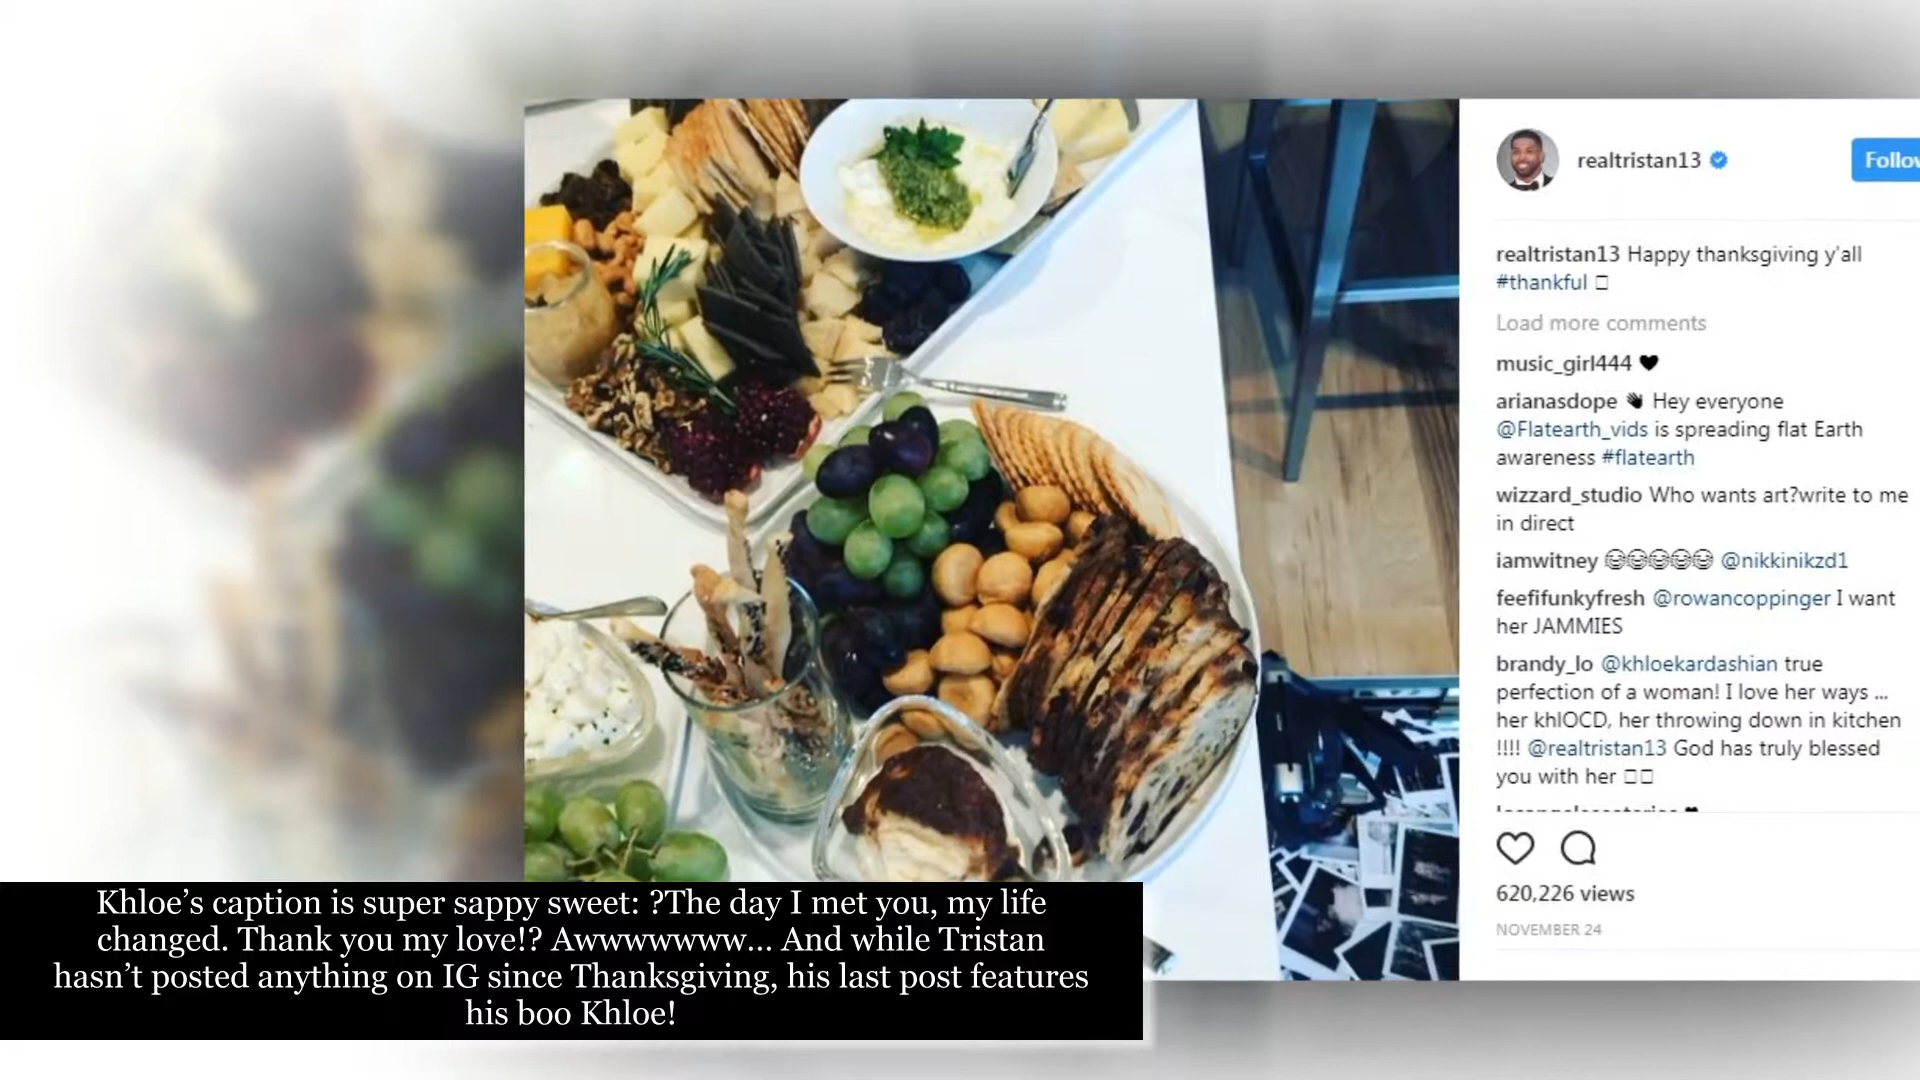 realtristan13
Follow
realtristan13 Happy thanksgiving y'all
#thankful
Load more comments
music_girl444
arianasdope Hey everyone
@Flatearth_vids is spreading flat Earth
awareness #flatearth
wizzard_studio Who wants art?write to me
in direct
iamwitney @nikkinikzd1
feefifunkyfresh @rowancoppinger I want
her JAMMIES
brandy_lo @khloekardashian true
perfection of a woman! I love her ways ...
her khlOCD, her throwing down in kitchen
!!!! @realtristan13 God has truly blessed
you with her
620,226 views
NOVEMBER 24
Khloe’s caption is super sappy sweet: ?The day I met you, my life
changed. Thank you my love!? Awwwwwww... And while Tristan
hasn’t posted anything on IG since Thanksgiving, his last post features
his boo Khloe!